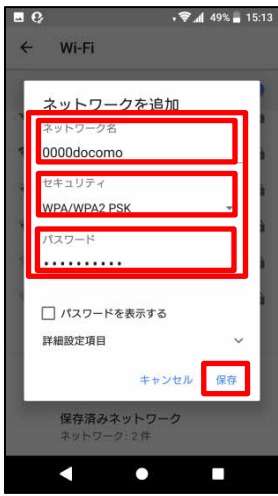 49% 15:13
Wi-Fi
ネットワークを追加
ネットワーク名
0000docomo
セキュリティ
WPA/WPA2 PSK
パスワード
••••••••••
パスワードを表示する
詳細設定項目
キャンセル 保存
保存済みネットワーク
ネットワーク: 2 件